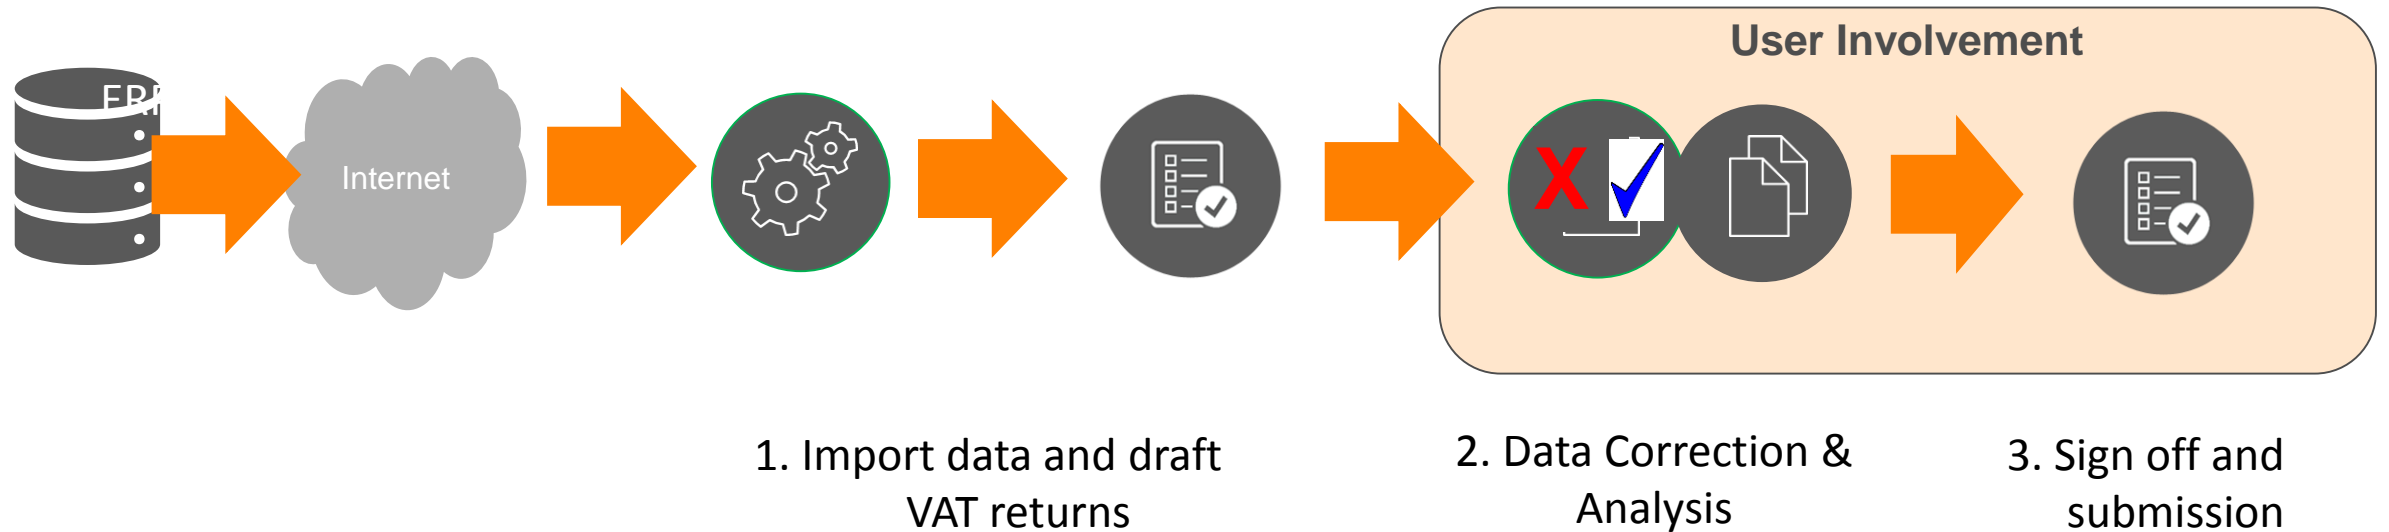 User Involvement
ERP
Internet
X
1. Import data and draft
VAT returns
2. Data Correction &
Analysis
3. Sign off and
submission